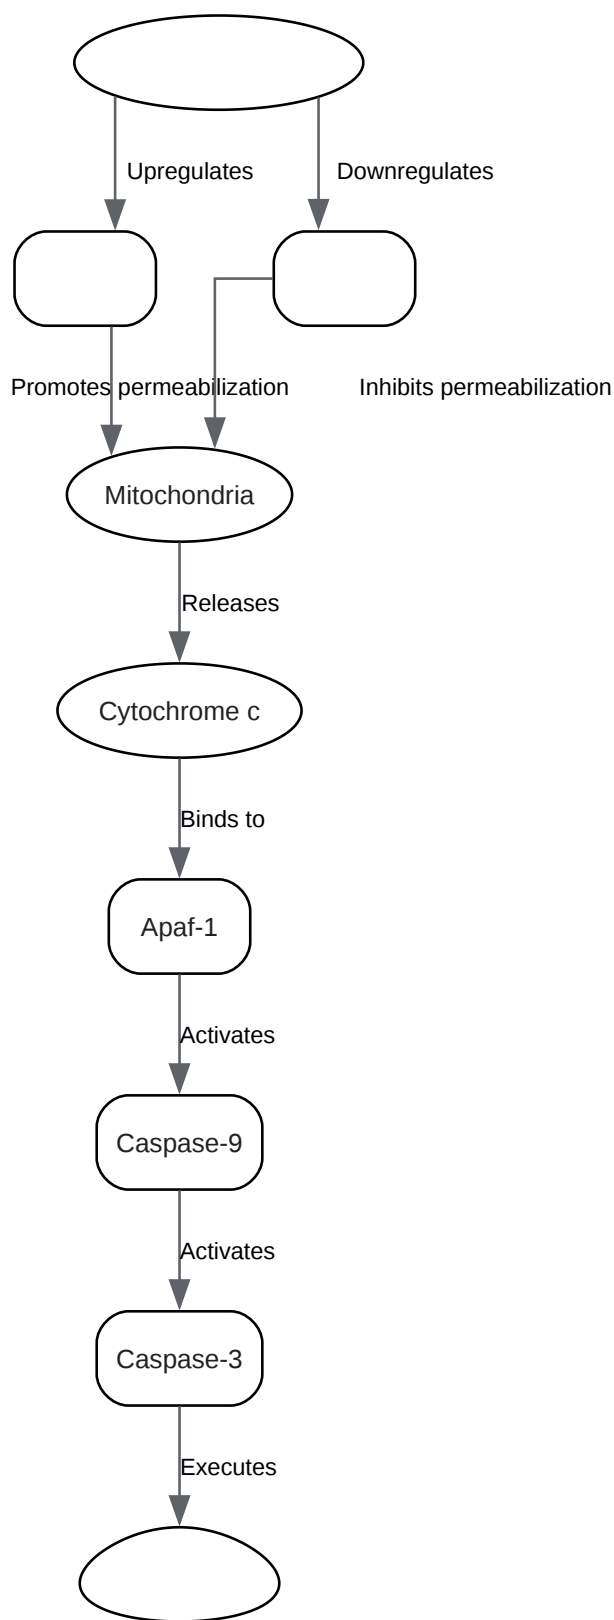 Upregulates
Downregulates
Promotes permeabilization
Inhibits permeabilization
Mitochondria
Releases
Cytochrome c
Binds to
Apaf-1
Activates
Caspase-9
Activates
Caspase-3
Executes